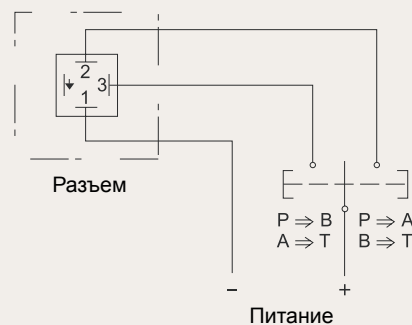 2
3
1
Разъем
P ⇒ B P ⇒ A
A ⇒ T B ⇒ T
– +
Питание